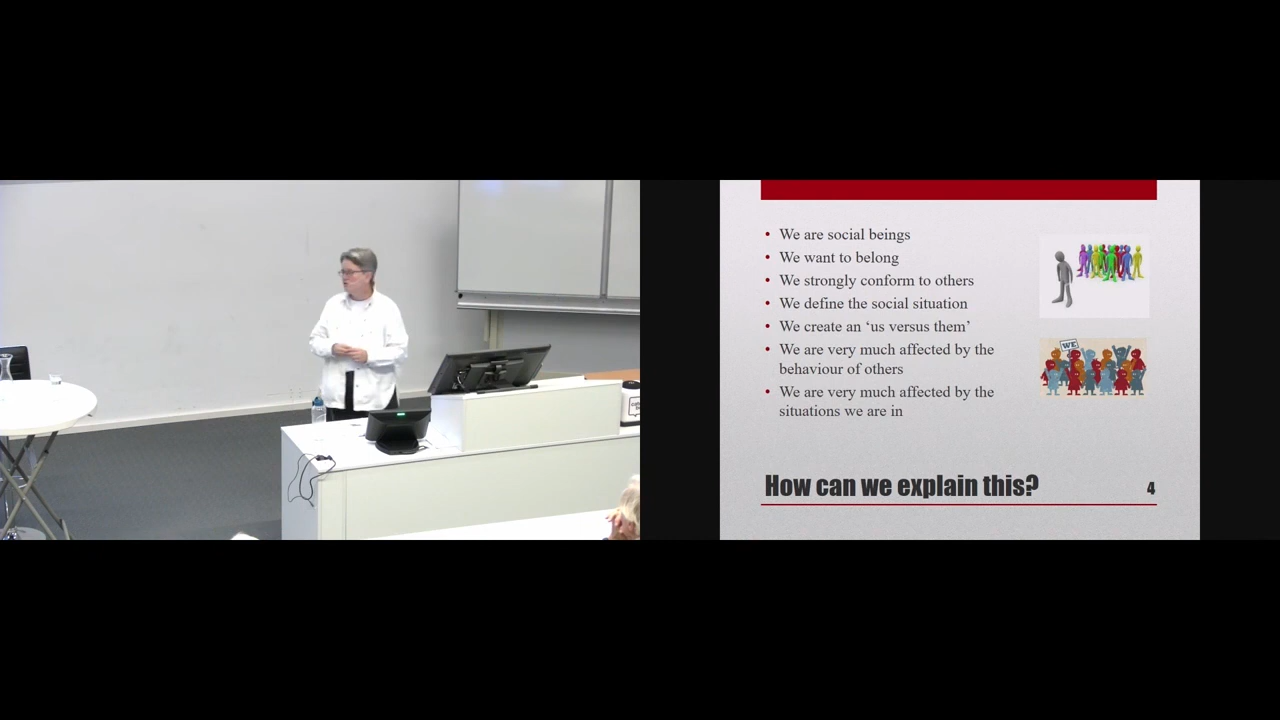 • We are social beings
• We want to belong
• We strongly conform to others
• We define the social situation
• We create an ‘us versus them’
• We are very much affected by the
behaviour of others
• We are very much affected by the
situations we are in
WE
How can we explain this?
4